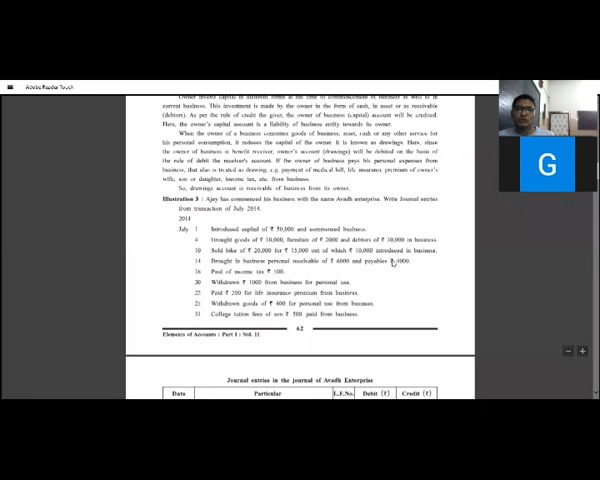 Adobe Reader Touch
Owner invests capital in different forms at the time of commencement of business as well as in
current business. This investment is made by the owner in the form of cash, in asset or as receivable
(debtors). As per the rule of credit the giver, the owner of business (capital) account will be credited.
Here, the owner's capital account is a liability of business entity towards its owner.
When the owner of a business consumes goods of business, asset, cash or any other service for
his personal consumption, it reduces the capital of the owner. It is known as drawings. Here, since
the owner of business is benefit receiver, owner's account (drawings) will be debited on the basis of
the rule of debit the receiver's account. If the owner of business pays his personal expenses from
business, that also is treated as drawing, e.g, payment of medical bill, life insurance premium of owner's
wife, son or daughter, Income tax, etc. from business.
So, drawings account is receivable of business from its owner.
Illustration 3 : Ajay has commenced his business with the name Avadh enterprise. Write Journal entries
from transaction of July 2014.
2014
July 1 Introduced capital of ₹ 50,000 and commenced business.
4 Brought goods of ₹ 10,000, furniture of ₹ 2000 and debtors of ₹ 30,000 in business.
10 Sold bike of ₹ 20,000 for ₹ 15,000 out of which ₹ 10,000 introduced in business.
14 Brought in business personal receivable of ₹ 6000 and payables ₹ 4000.
16 Paid of income tax ₹ 100.
20 Withdrawn ₹ 1000 from business for personal use.
22 Paid ₹ 200 for life insurance premium from business.
25 Withdrawn goods of ₹ 400 for personal use from business.
31 College tution fees of son ₹ 500 paid from business.
62
Elements of Accounts : Part I : Std. 11
G
Journal entries in the journal of Avadh Enterprise
Date Particular L.F.No. Debit (₹) Credit (₹)